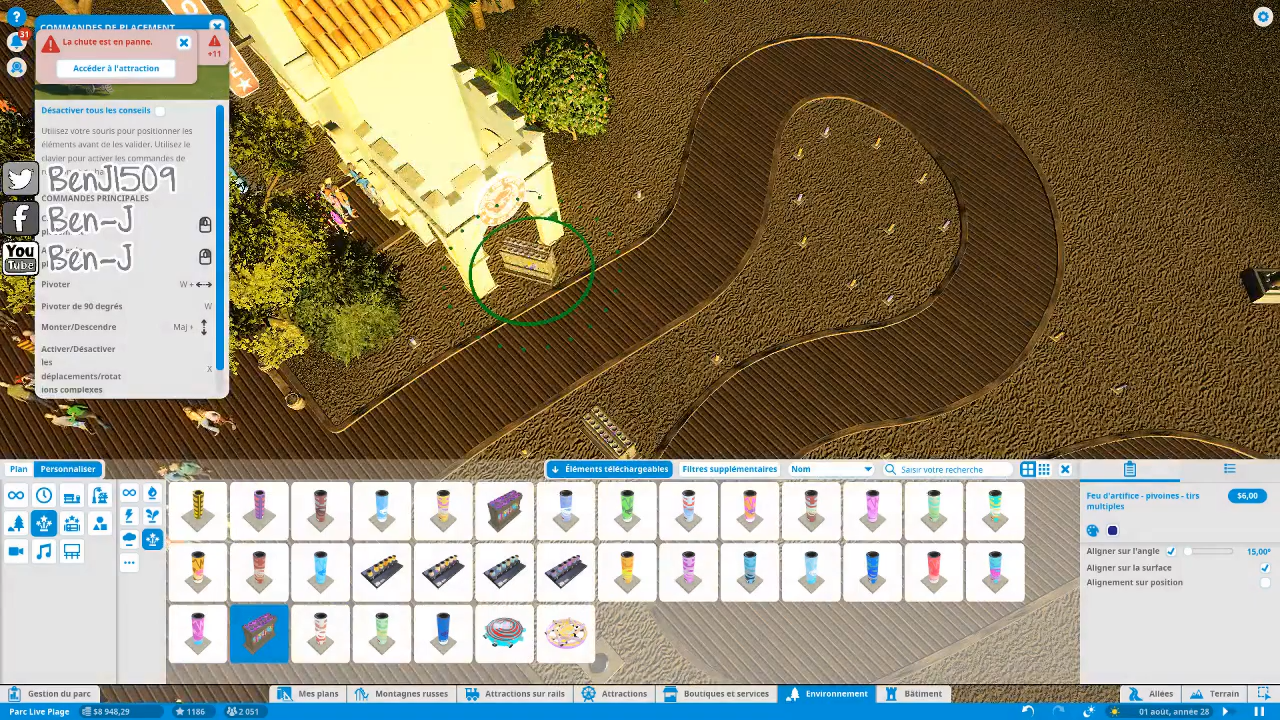 COMMANDES DE PLACEMENT
31
La chute est en panne.
+11
Accéder à l'attraction
Désactiver tous les conseils
Utilisez votre souris pour positionner les
éléments avant de les valider. Utilisez le
clavier pour activer les commandes de
BenJ1509
COMMANDES PRINCIPALES
Ben-J
You
Tube
Ben-J
Pivoter W +
Pivoter de 90 degrés W
Monter/Descendre Maj +
Activer/Désactiver
les
déplacements/rotat
ions complexes
X
Plan Personnaliser
Éléments téléchargeables
Filtres supplémentaires
Nom
Saisir votre recherche
Feu d'artifice - pivoines - tirs
multiples
$6,00
Aligner sur l'angle 15,00°
Aligner sur la surface
Alignement sur position
Gestion du parc
Mes plans
Montagnes russes
Attractions sur rails
Attractions
Boutiques et services
Environnement
Bâtiment
Allées
Terrain
Parc Live Plage
$8 948,29
1186
2 051
01 août, année 28